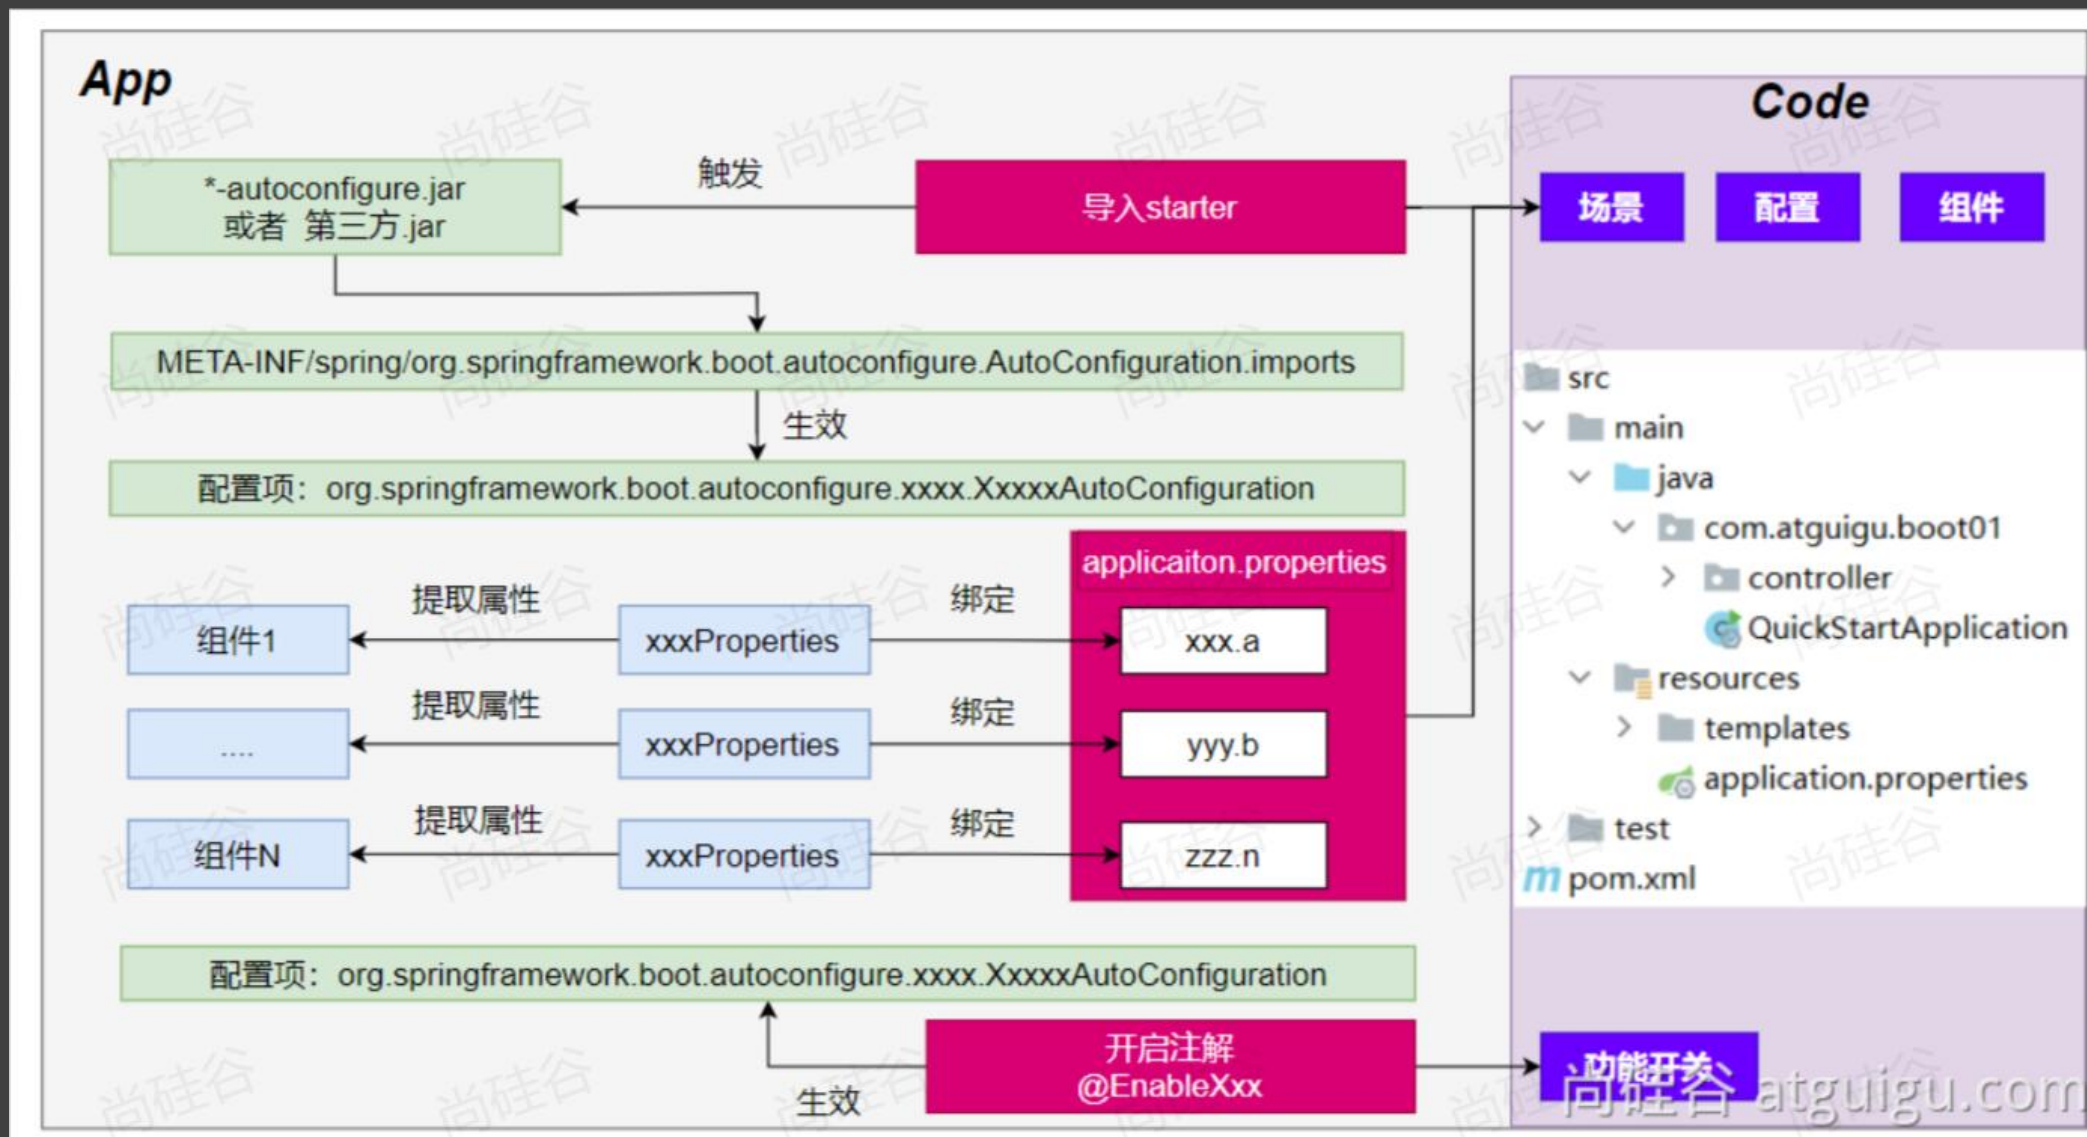 App
Code
*-autoconfigure.jar
或者 第三方.jar
触发
导入starter
场景
配置
组件
META-INF/spring/org.springframework.boot.autoconfigure.AutoConfiguration.imports
生效
配置项：org.springframework.boot.autoconfigure.xxxx.XxxxxAutoConfiguration
applicaiton.properties
组件1
提取属性
xxxProperties
绑定
xxx.a
....
提取属性
xxxProperties
绑定
yyy.b
组件N
提取属性
xxxProperties
绑定
zzz.n
src
main
java
com.atguigu.boot01
controller
QuickStartApplication
resources
templates
application.properties
test
pom.xml
配置项：org.springframework.boot.autoconfigure.xxxx.XxxxxAutoConfiguration
生效
开启注解
@EnableXxx
功能开关
尚硅谷 atguigu.com
尚硅谷